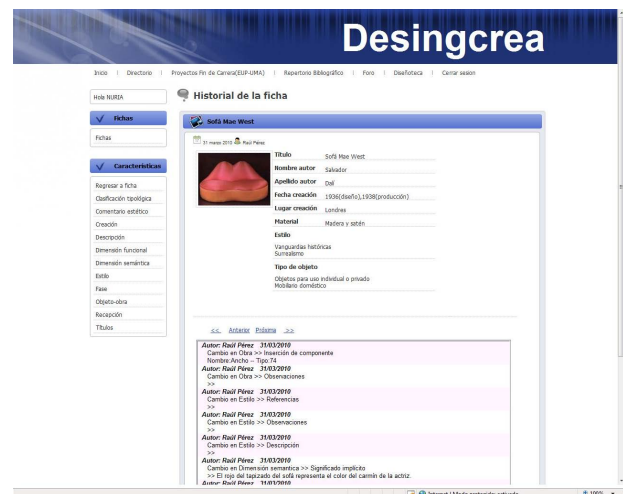 Desingcrea
Inicio | Directorio | Proyectos Fin de Carrera(EUP-UMA) | Repertorio Bibliográfico | Foro | Diseñoteca | Cerrar sesion
Hola NURIA
Fichas
Fichas
Características
Regresar a ficha
Clasificación tipológica
Comentario estético
Creación
Descripción
Dimensión funcional
Dimensión semántica
Estilo
Fase
Objeto-obra
Recepción
Títulos
Historial de la ficha
Sofá Mae West
31 marzo 2010 Raúl Pérez
Título Sofá Mae West
Nombre autor Salvador
Apellido autor Dalí
Fecha creación 1936(diseño),1938(producción)
Lugar creación Londres
Material Madera y satén
Estilo
Vanguardias históricas
Surrealismo
Tipo de objeto
Objetos para uso individual o privado
Mobiliario doméstico
<< Anterior Próxima >>
Autor: Raúl Pérez 31/03/2010
Cambio en Obra >> Inserción de componente
Nombre:Ancho -- Tipo:74
Autor: Raúl Pérez 31/03/2010
Cambio en Obra >> Observaciones
>>
Autor: Raúl Pérez 31/03/2010
Cambio en Estilo >> Referencias
>>
Autor: Raúl Pérez 31/03/2010
Cambio en Estilo >> Observaciones
>>
Autor: Raúl Pérez 31/03/2010
Cambio en Estilo >> Descripción
>>
Autor: Raúl Pérez 31/03/2010
Cambio en Dimensión semantica >> Significado implícito
>> El rojo del tapizado del sofá representa el color del carmín de la actriz.
Autor: Raúl Pérez 31/03/2010